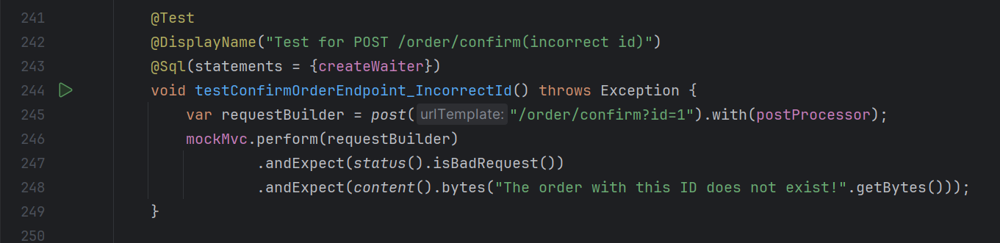 241 @Test
242 @DisplayName("Test for POST /order/confirm(incorrect id)")
243 @Sql(statements = {createWaiter})
244 void testConfirmOrderEndpoint_IncorrectId() throws Exception {
245 var requestBuilder = post( urlTemplate: "/order/confirm?id=1").with(postProcessor);
246 mockMvc.perform(requestBuilder)
247 .andExpect(status().isBadRequest())
248 .andExpect(content().bytes("The order with this ID does not exist!".getBytes()));
249 }
250